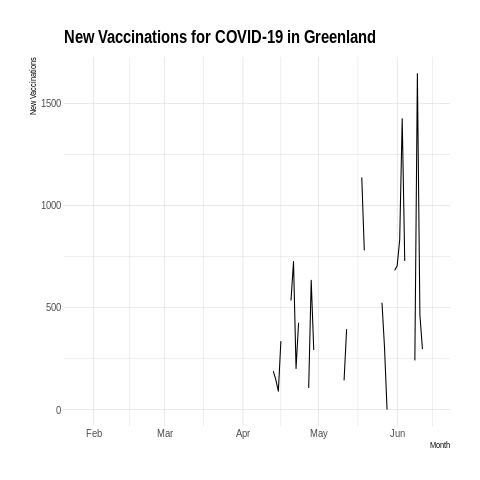 New Vaccinations for COVID-19 in Greenland
New Vaccinations
1500
1000
500
0
Feb Mar Apr May Jun
Month